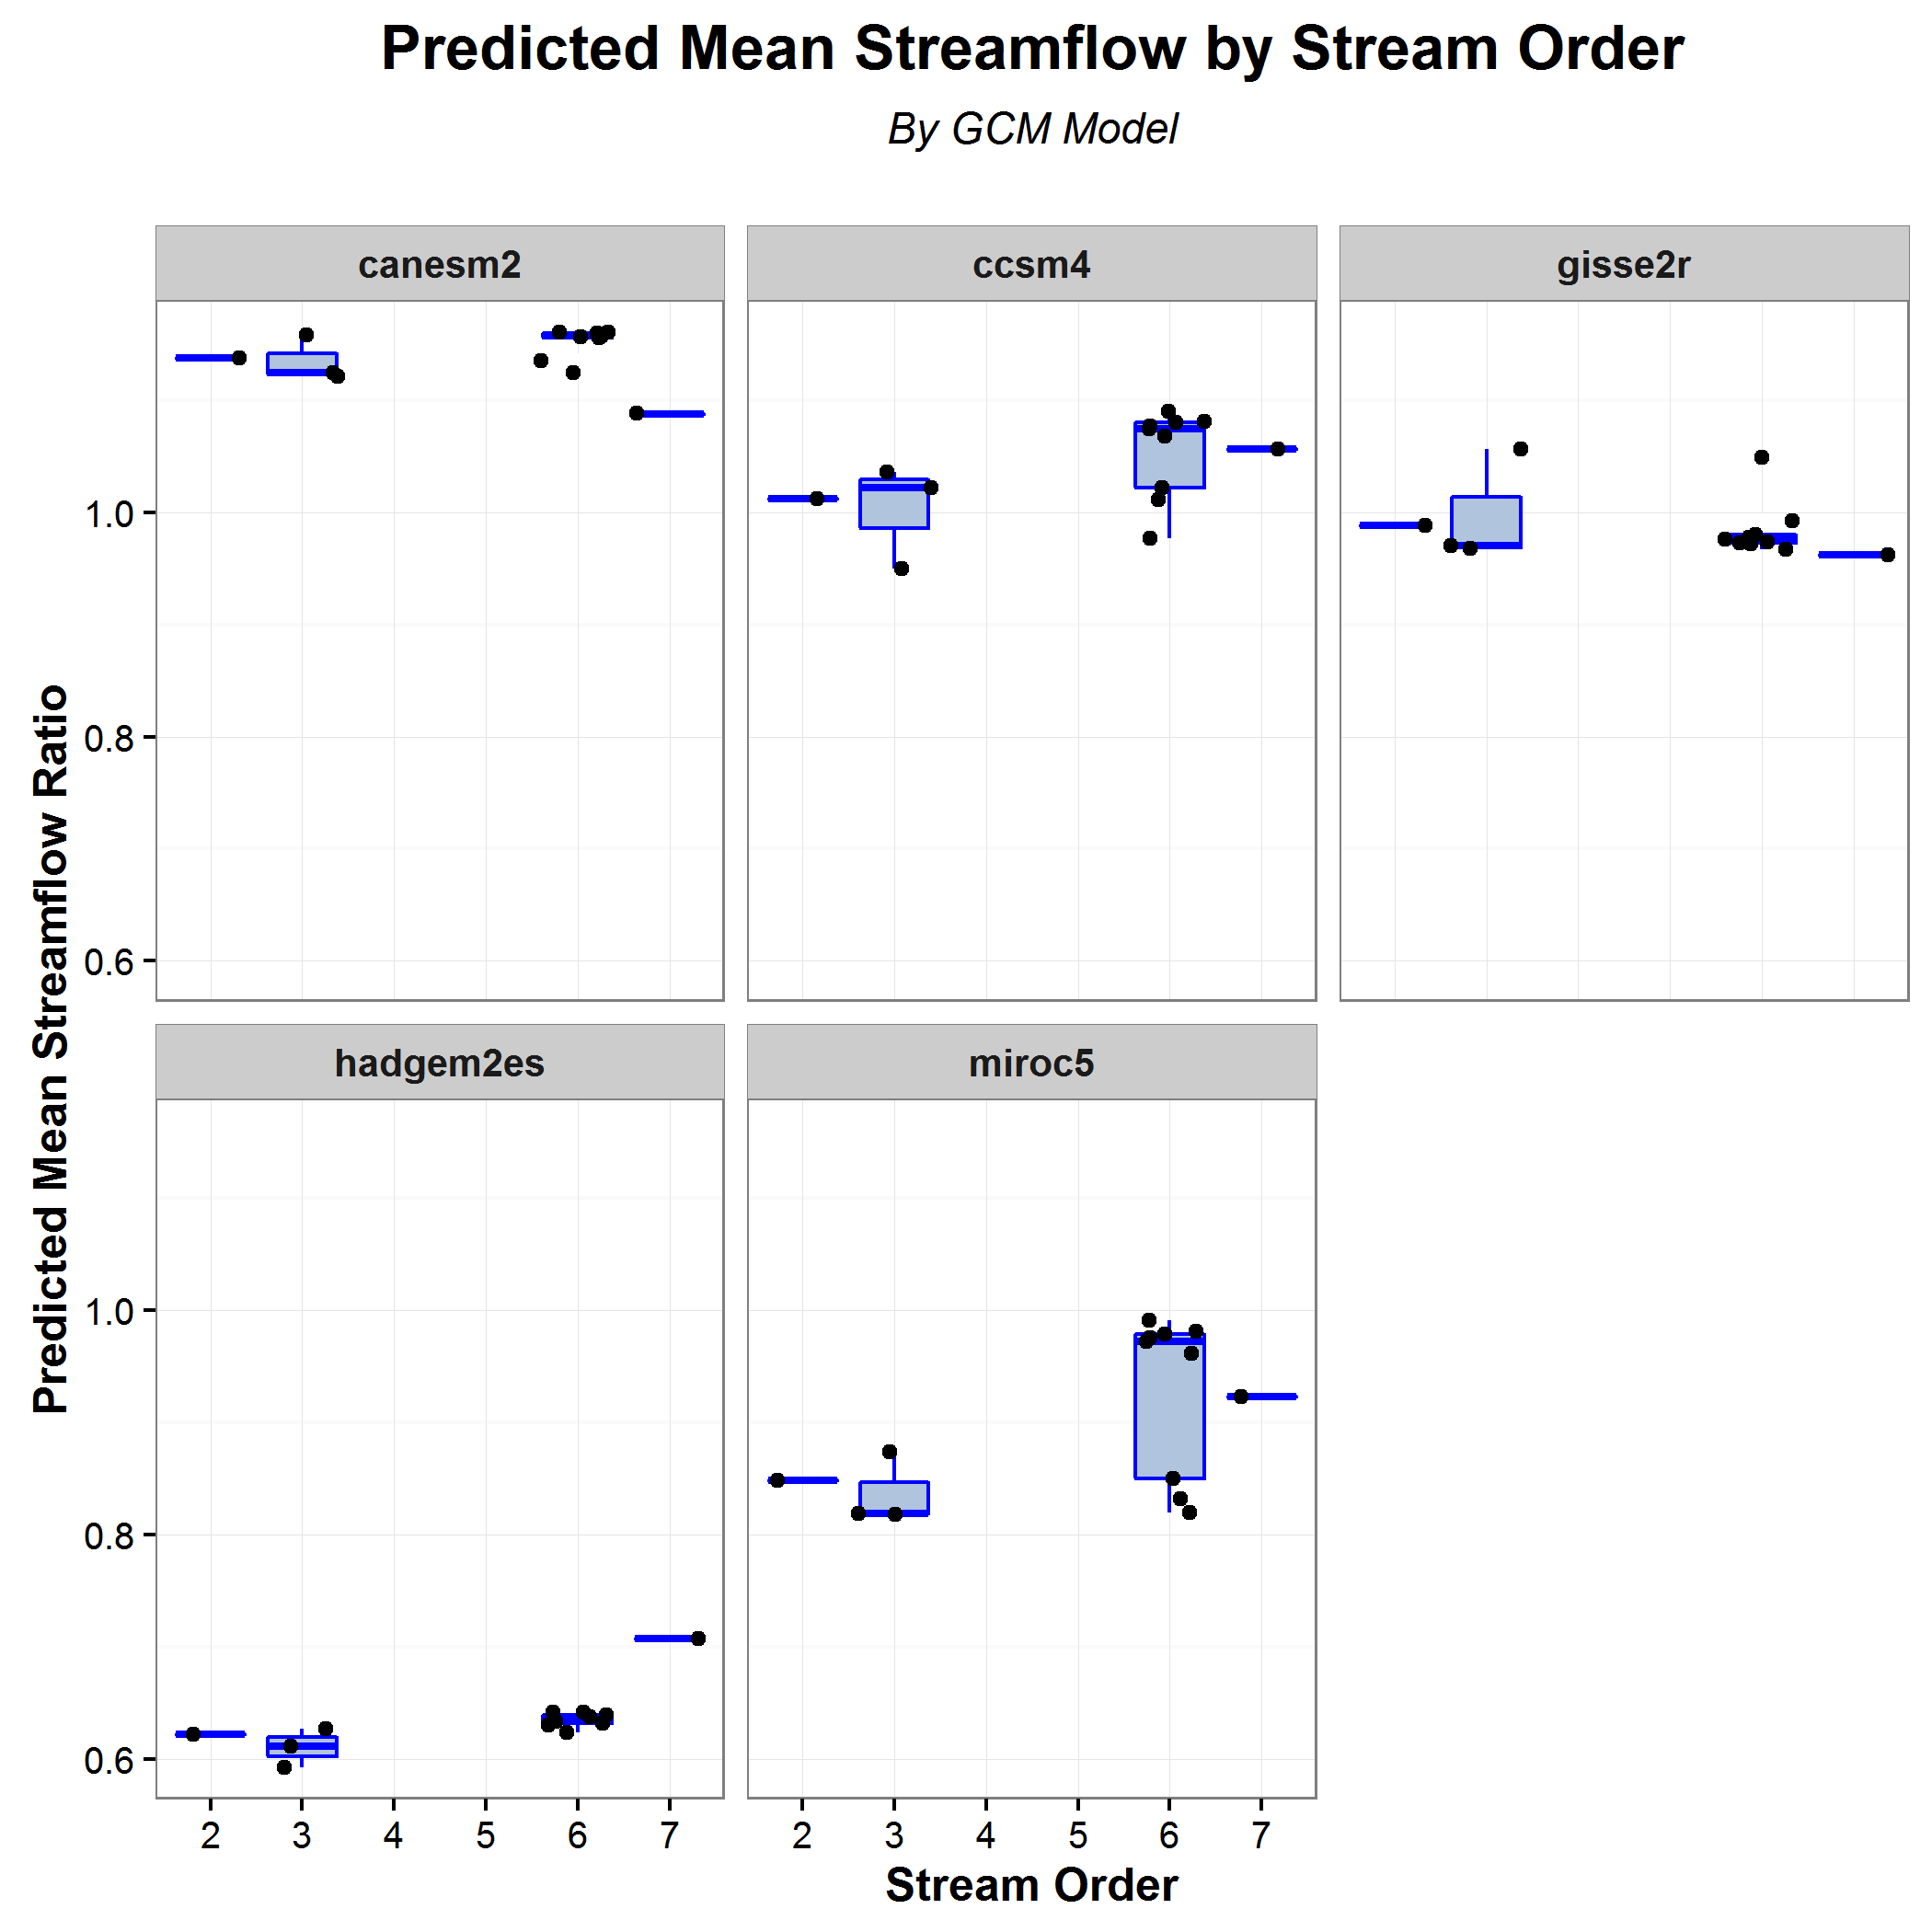 Predicted Mean Streamflow by Stream Order
By GCM Model
canesm2
ccsm4
gisse2r
1.0
0.8
0.6
Predicted Mean Streamflow Ratio
hadgem2es
miroc5
1.0
0.8
0.6
2 3 4 5 6 7
2 3 4 5 6 7
Stream Order